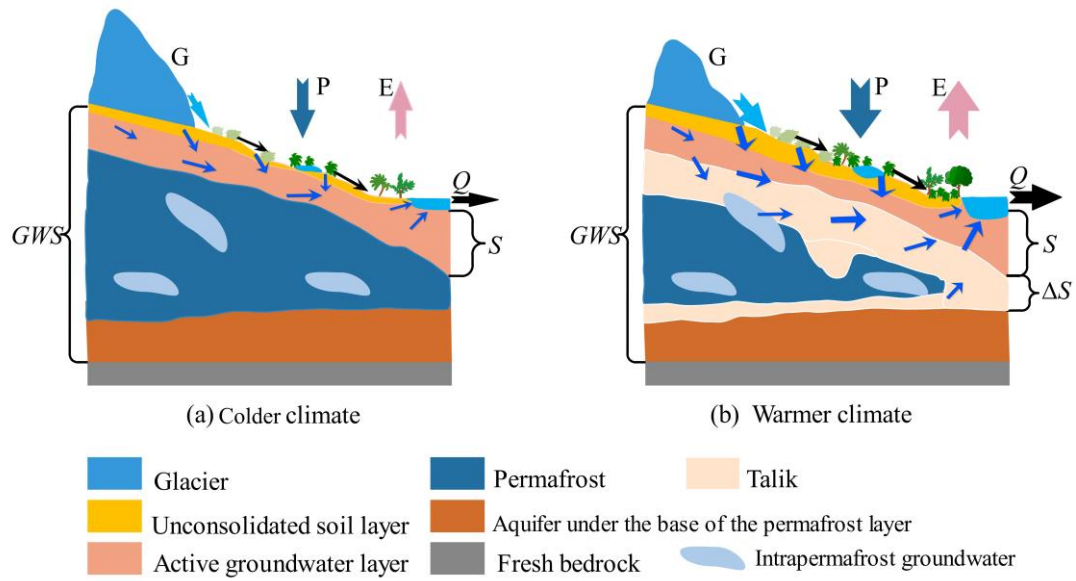 G
P
E
Q
GWS
S
(a) Colder climate
G
P
E
Q
GWS
S
ΔS
(b) Warmer climate
Glacier
Permafrost
Talik
Unconsolidated soil layer
Aquifer under the base of the permafrost layer
Active groundwater layer
Fresh bedrock
Intrapermafrost groundwater